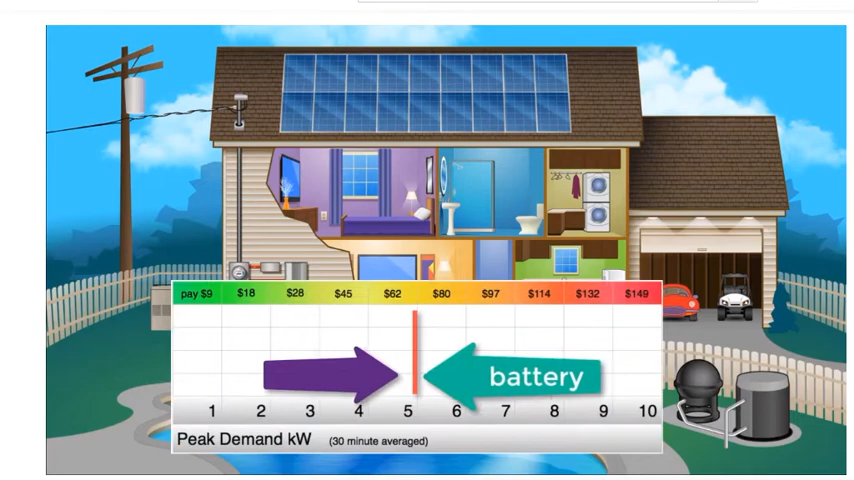 pay $9 $18 $28 $45 $62 $80 $97 $114 $132 $149
battery
1 2 3 4 5 6 7 8 9 10
Peak Demand kW (30 minute averaged)